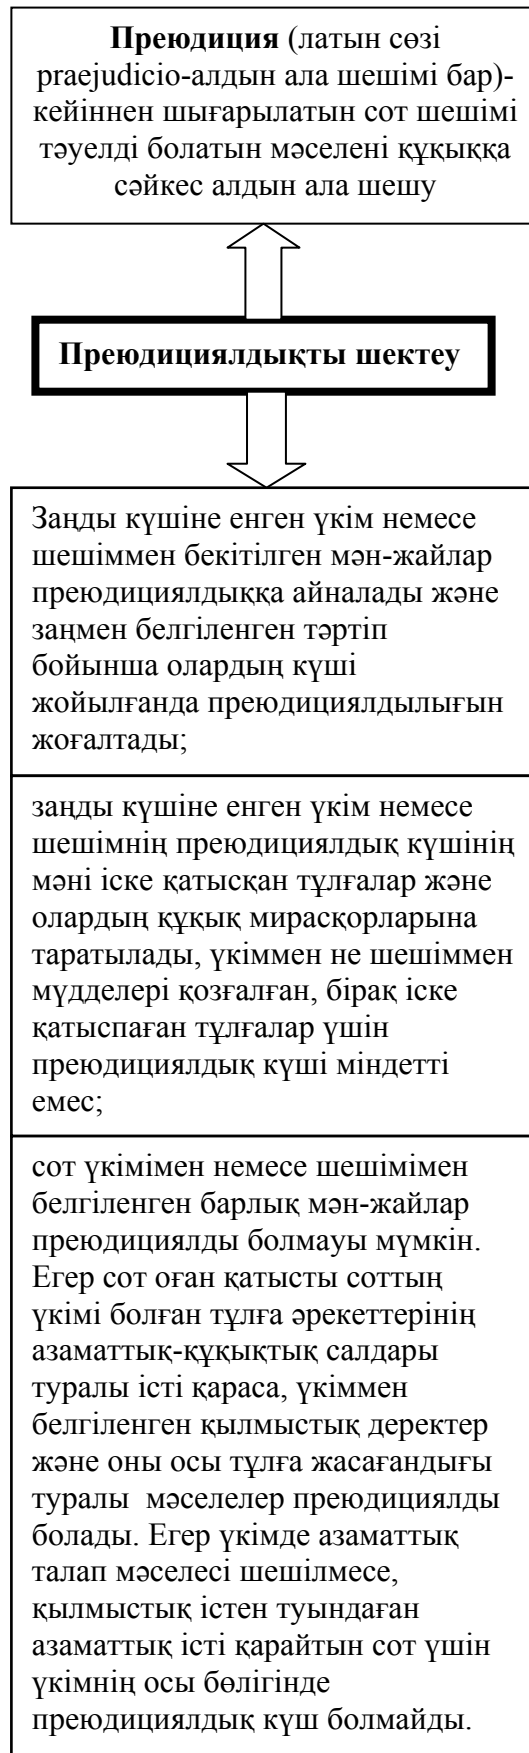 Преюдиция (латын сөзі
praejudicio-алдын ала шешімі бар)-
кейіннен шығарылатын сот шешімі
тәуелді болатын мәселені құқыққа
сәйкес алдын ала шешу
Преюдициялдықты шектеу
Заңды күшіне енген үкім немесе
шешіммен бекітілген мән-жайлар
преюдициялдыққа айналады және
заңмен белгіленген тәртіп
бойынша олардың күші
жойылғанда преюдициялдылығын
жоғалтады;
заңды күшіне енген үкім немесе
шешімнің преюдициялдық күшінің
мәні іске қатысқан тұлғалар және
олардың құқық мирасқорларына
таратылады, үкіммен не шешіммен
мүдделері қозғалған, бірақ іске
қатыспаған тұлғалар үшін
преюдициялдық күші міндетті
емес;
сот үкімімен немесе шешімімен
белгіленген барлық мән-жайлар
преюдициялды болмауы мүмкін.
Егер сот оған қатысты соттың
үкімі болған тұлға әрекеттерінің
азаматтық-құқықтық салдары
туралы істі қараса, үкіммен
белгіленген қылмыстық деректер
және оны осы тұлға жасағандығы
туралы мәселелер преюдициялды
болады. Егер үкімде азаматтық
талап мәселесі шешілмесе,
қылмыстық істен туындаған
азаматтық істі қарайтын сот үшін
үкімнің осы бөлігінде
преюдициялдық күш болмайды.